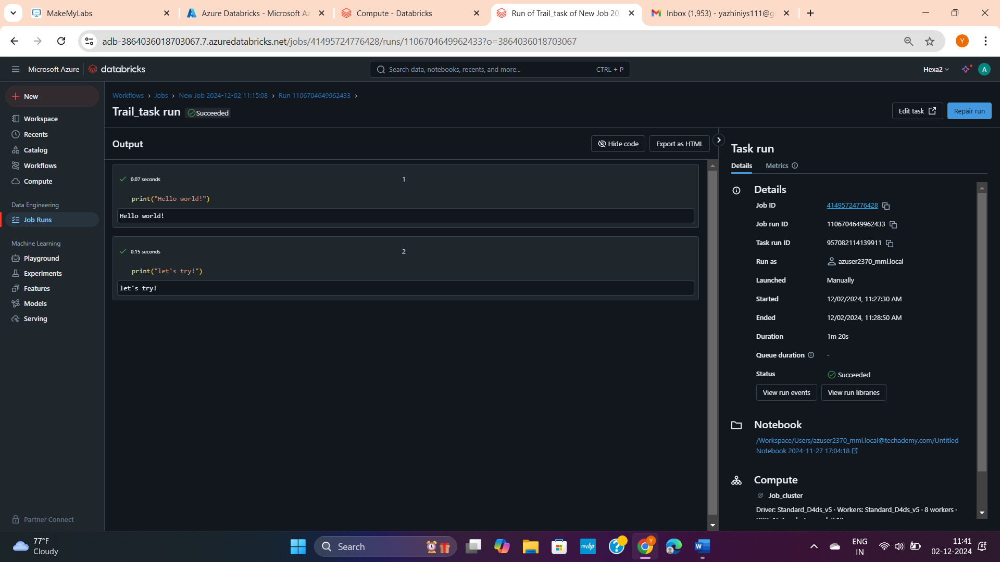 MakeMyLabs
Azure Databricks - Microsoft Az
Compute - Databricks
Run of Trail_task of New Job 20
Inbox (1,953) - yazhiniys111@g
adb-3864036018703067.7.azuredatabricks.net/jobs/41495724776428/runs/1106704649962433?o=3864036018703067
Y
Microsoft Azure
databricks
Search data, notebooks, recents, and more...
CTRL + P
Hexa2
A
New
Workspace
Recents
Catalog
Workflows
Compute
Data Engineering
Job Runs
Machine Learning
Playground
Experiments
Features
Models
Serving
Partner Connect
Workflows › Jobs › New Job 2024-12-02 11:15:08 › Run 1106704649962433 ›
Trail_task run
Succeeded
Edit task
Repair run
Output
Hide code
Export as HTML
0.07 seconds
1
print("Hello world!")
Hello world!
0.15 seconds
2
print("let's try!")
let's try!
Task run
Details
Metrics
Details
Job ID
41495724776428
Job run ID
1106704649962433
Task run ID
957082114139911
Run as
azuser2370_mml.local
Launched
Manually
Started
12/02/2024, 11:27:30 AM
Ended
12/02/2024, 11:28:50 AM
Duration
1m 20s
Queue duration
-
Status
Succeeded
View run events
View run libraries
Notebook
/Workspace/Users/azuser2370_mml.local@techademy.com/Untitled
Notebook 2024-11-27 17:04:18
Compute
Job_cluster
Driver: Standard_D4ds_v5 · Workers: Standard_D4ds_v5 · 8 workers ·
77°F
Cloudy
Search
myhp
Y
W
ENG
IN
11:41
02-12-2024